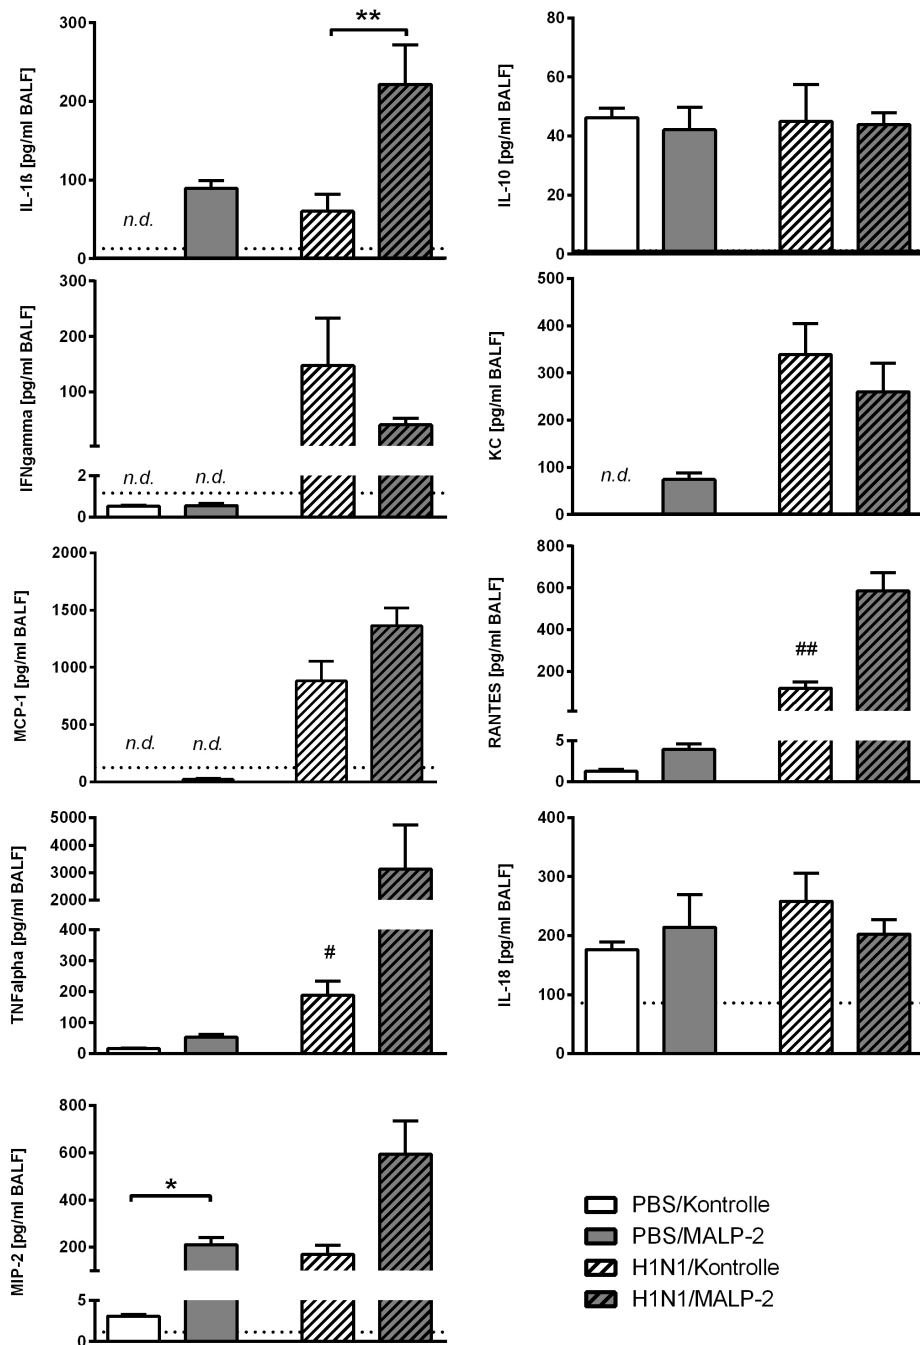 IL-1ß [pg/ml BALF]
300
200
100
0
n.d.
**
IL-10 [pg/ml BALF]
80
60
40
20
0
IFNgamma [pg/ml BALF]
300
200
100
2
0
n.d.
n.d.
KC [pg/ml BALF]
500
400
300
200
100
0
n.d.
MCP-1 [pg/ml BALF]
2000
1500
1000
500
0
n.d.
n.d.
RANTES [pg/ml BALF]
800
600
400
200
5
0
##
TNFalpha [pg/ml BALF]
5000
4000
3000
2000
400
300
200
100
0
#
IL-18 [pg/ml BALF]
400
300
200
100
0
MIP-2 [pg/ml BALF]
800
600
400
200
5
0
*
PBS/Kontrolle
PBS/MALP-2
H1N1/Kontrolle
H1N1/MALP-2